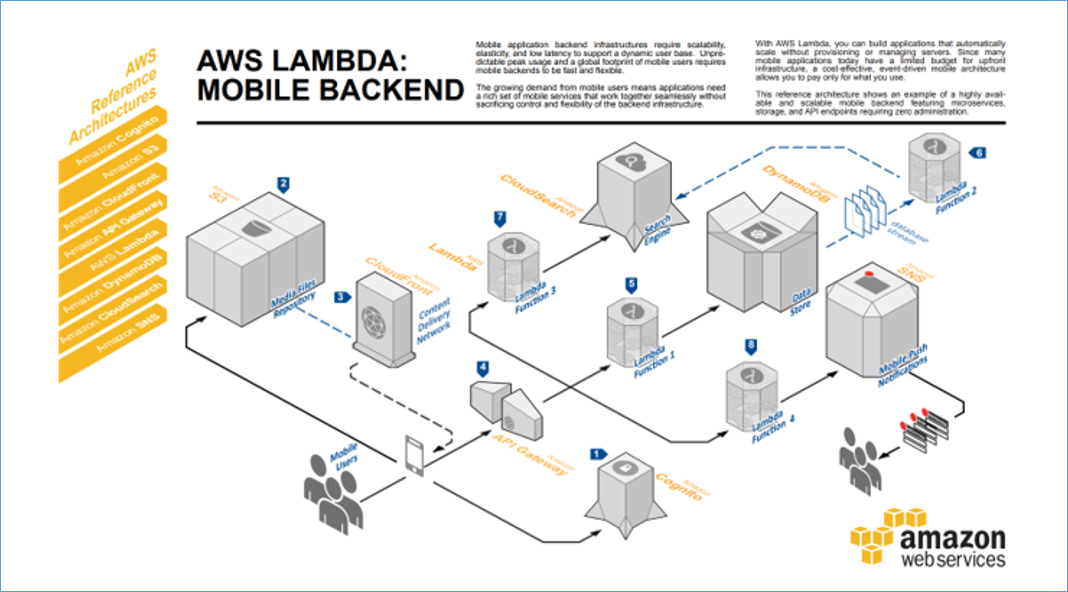 AWS
Reference
Architectures
Amazon Cognito
Amazon S3
Amazon CloudFront
Amazon API Gateway
AWS Lambda
Amazon DynamoDB
Amazon CloudSearch
Amazon SNS
AWS LAMBDA:
MOBILE BACKEND
Mobile application backend infrastructures require scalability,
elasticity, and low latency to support a dynamic user base. Unpre-
dictable peak usage and a global footprint of mobile users requires
mobile backends to be fast and flexible.
The growing demand from mobile users means applications need
a rich set of mobile services that work together seamlessly without
sacrificing control and flexibility of the backend infrastructure.
With AWS Lambda, you can build applications that automatically
scale without provisioning or managing servers. Since many
mobile applications today have a limited budget for upfront
infrastructure, a cost-effective, event-driven mobile architecture
allows you to pay only for what you use.
This reference architecture shows an example of a highly avail-
able and scalable mobile backend featuring microservices,
storage, and API endpoints requiring zero administration.
Amazon
S3
2
Media Files
Repository
3
Amazon
CloudFront
Content
Delivery
Network
7
AWS
Lambda
λ
Lambda
Function 3
Amazon
CloudSearch
Search
Engine
Amazon
DynamoDB
Data
Store
database
stream
6
λ
Lambda
Function 2
Amazon
SNS
Mobile Push
Notifications
5
λ
Lambda
Function 1
8
λ
Lambda
Function 4
4
Amazon
API Gateway
1
Amazon
Cognito
Mobile
Users
amazon
webservices